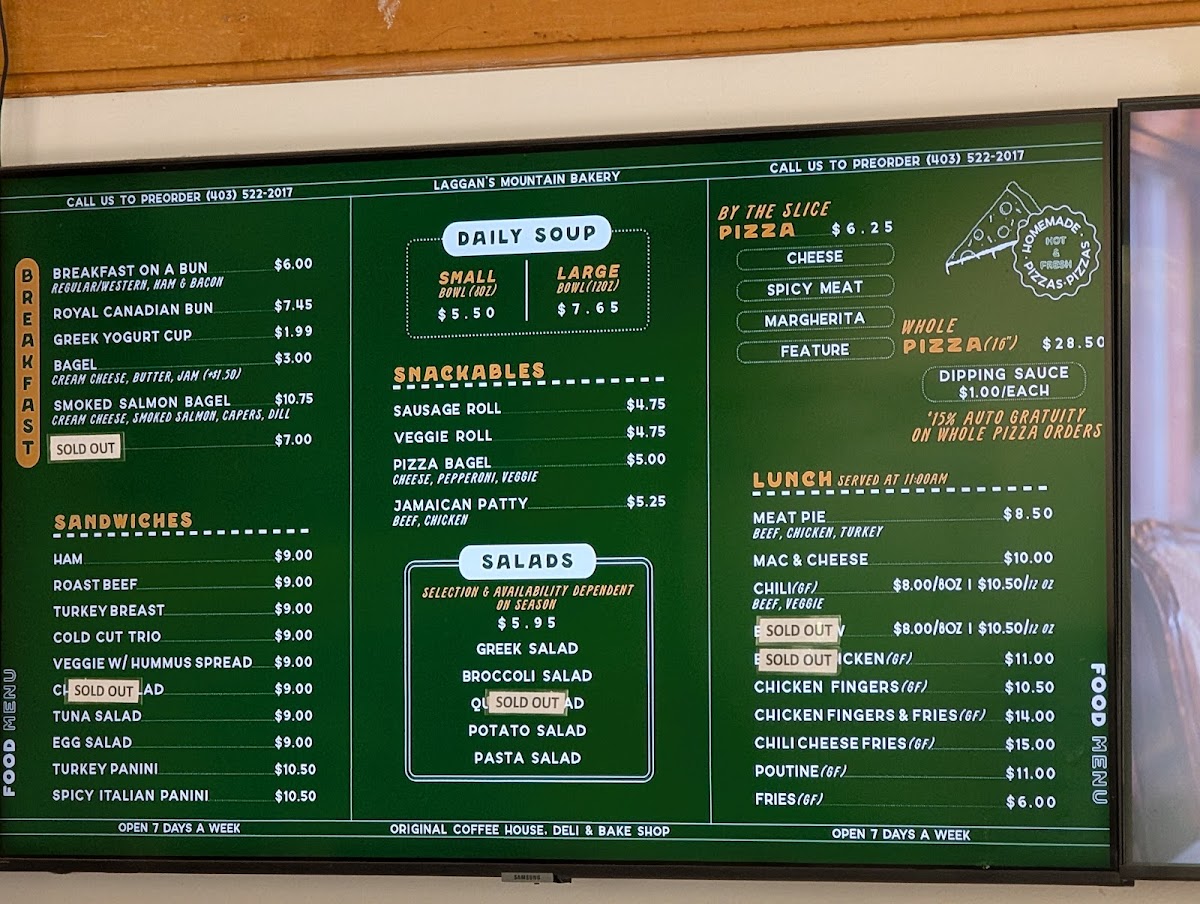 CALL US TO PREORDER (403) 522-2017
LAGGAN'S MOUNTAIN BAKERY
CALL US TO PREORDER (403) 522-2017
BREAKFAST
BREAKFAST ON A BUN $6.00
REGULAR/WESTERN, HAM & BACON
ROYAL CANADIAN BUN $7.45
GREEK YOGURT CUP $1.99
BAGEL $3.00
CREAM CHEESE, BUTTER, JAM (+$1.50)
SMOKED SALMON BAGEL $10.75
CREAM CHEESE, SMOKED SALMON, CAPERS, DILL
SOLD OUT $7.00
SANDWICHES
HAM $9.00
ROAST BEEF $9.00
TURKEY BREAST $9.00
COLD CUT TRIO $9.00
VEGGIE W/ HUMMUS SPREAD $9.00
SOLD OUT $9.00
TUNA SALAD $9.00
EGG SALAD $9.00
TURKEY PANINI $10.50
SPICY ITALIAN PANINI $10.50
FOOD MENU
OPEN 7 DAYS A WEEK
DAILY SOUP
SMALL
BOWL (8OZ)
$5.50
LARGE
BOWL (12OZ)
$7.65
SNACKABLES
SAUSAGE ROLL $4.75
VEGGIE ROLL $4.75
PIZZA BAGEL $5.00
CHEESE, PEPPERONI, VEGGIE
JAMAICAN PATTY $5.25
BEEF, CHICKEN
SALADS
SELECTION & AVAILABILITY DEPENDENT
ON SEASON
$5.95
GREEK SALAD
BROCCOLI SALAD
SOLD OUT
POTATO SALAD
PASTA SALAD
ORIGINAL COFFEE HOUSE, DELI & BAKE SHOP
BY THE SLICE
PIZZA $6.25
CHEESE
SPICY MEAT
MARGHERITA
FEATURE
HOMEMADE
HOT
&
FRESH
PIZZAS·PIZZAS
WHOLE
PIZZA (16") $28.50
DIPPING SAUCE
$1.00/EACH
*15% AUTO GRATUITY
ON WHOLE PIZZA ORDERS
LUNCH SERVED AT 11:00AM
MEAT PIE $8.50
BEEF, CHICKEN, TURKEY
MAC & CHEESE $10.00
CHILI (GF) $8.00/8OZ | $10.50/12 OZ
BEEF, VEGGIE
SOLD OUT $8.00/8OZ | $10.50/12 OZ
SOLD OUT (GF) $11.00
CHICKEN FINGERS (GF) $10.50
CHICKEN FINGERS & FRIES (GF) $14.00
CHILI CHEESE FRIES (GF) $15.00
POUTINE (GF) $11.00
FRIES (GF) $6.00
FOOD MENU
OPEN 7 DAYS A WEEK
SAMSUNG